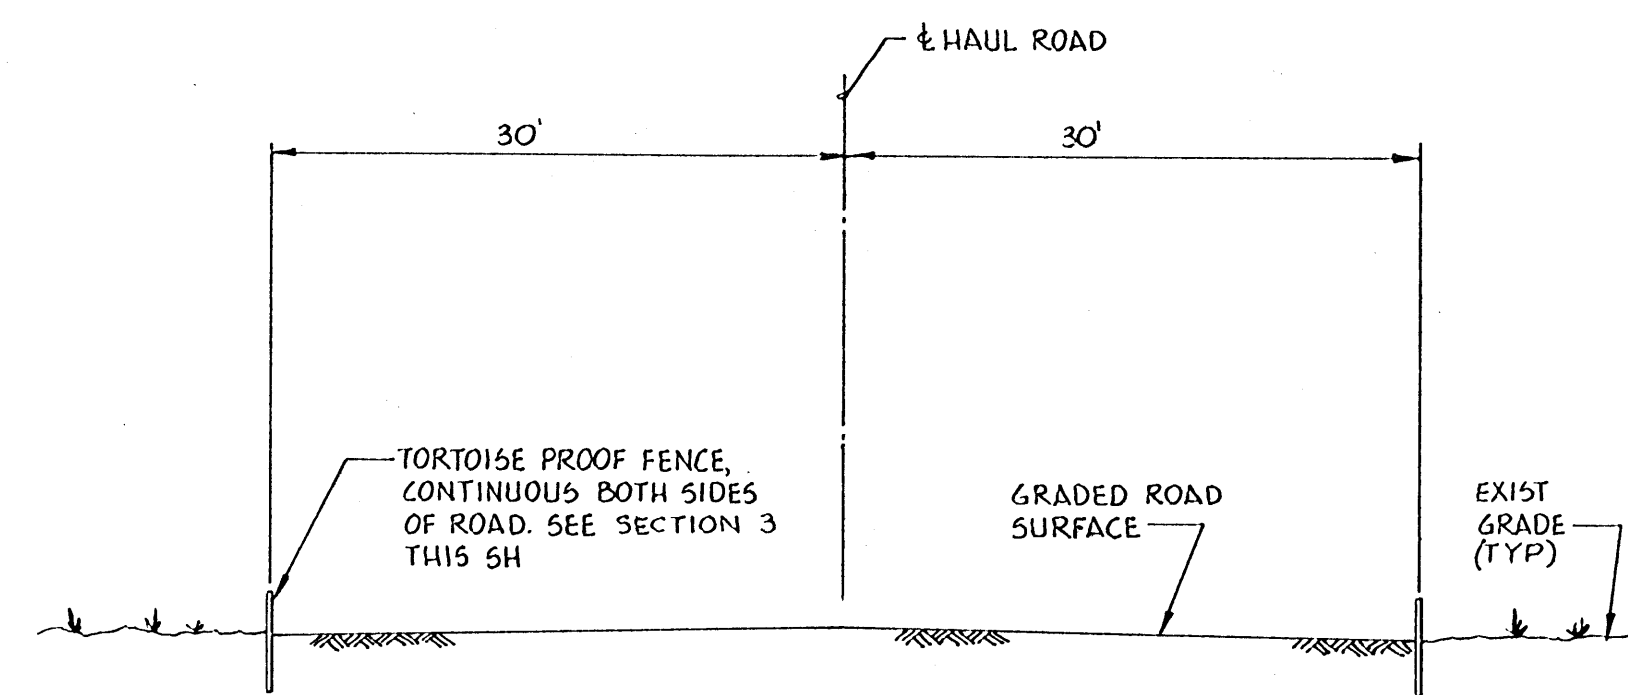 ℄ HAUL ROAD
30'
30'
TORTOISE PROOF FENCE,
CONTINUOUS BOTH SIDES
OF ROAD. SEE SECTION 3
THIS SH
GRADED ROAD
SURFACE
EXIST
GRADE
(TYP)